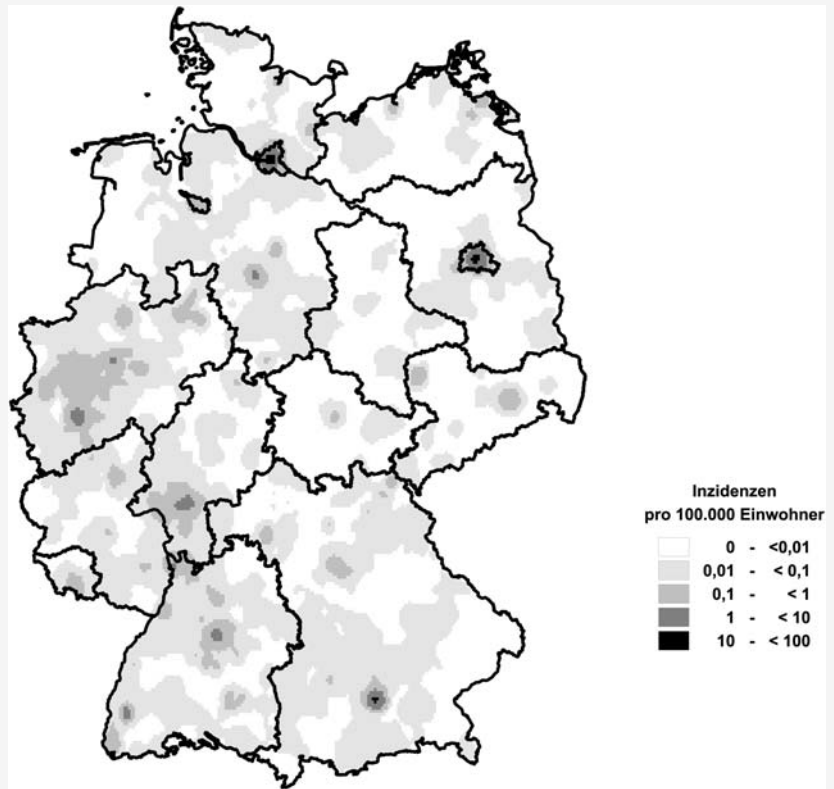 Inzidenzen
pro 100.000 Einwohner
0 - <0,01
0,01 - < 0,1
0,1 - < 1
1 - < 10
10 - < 100